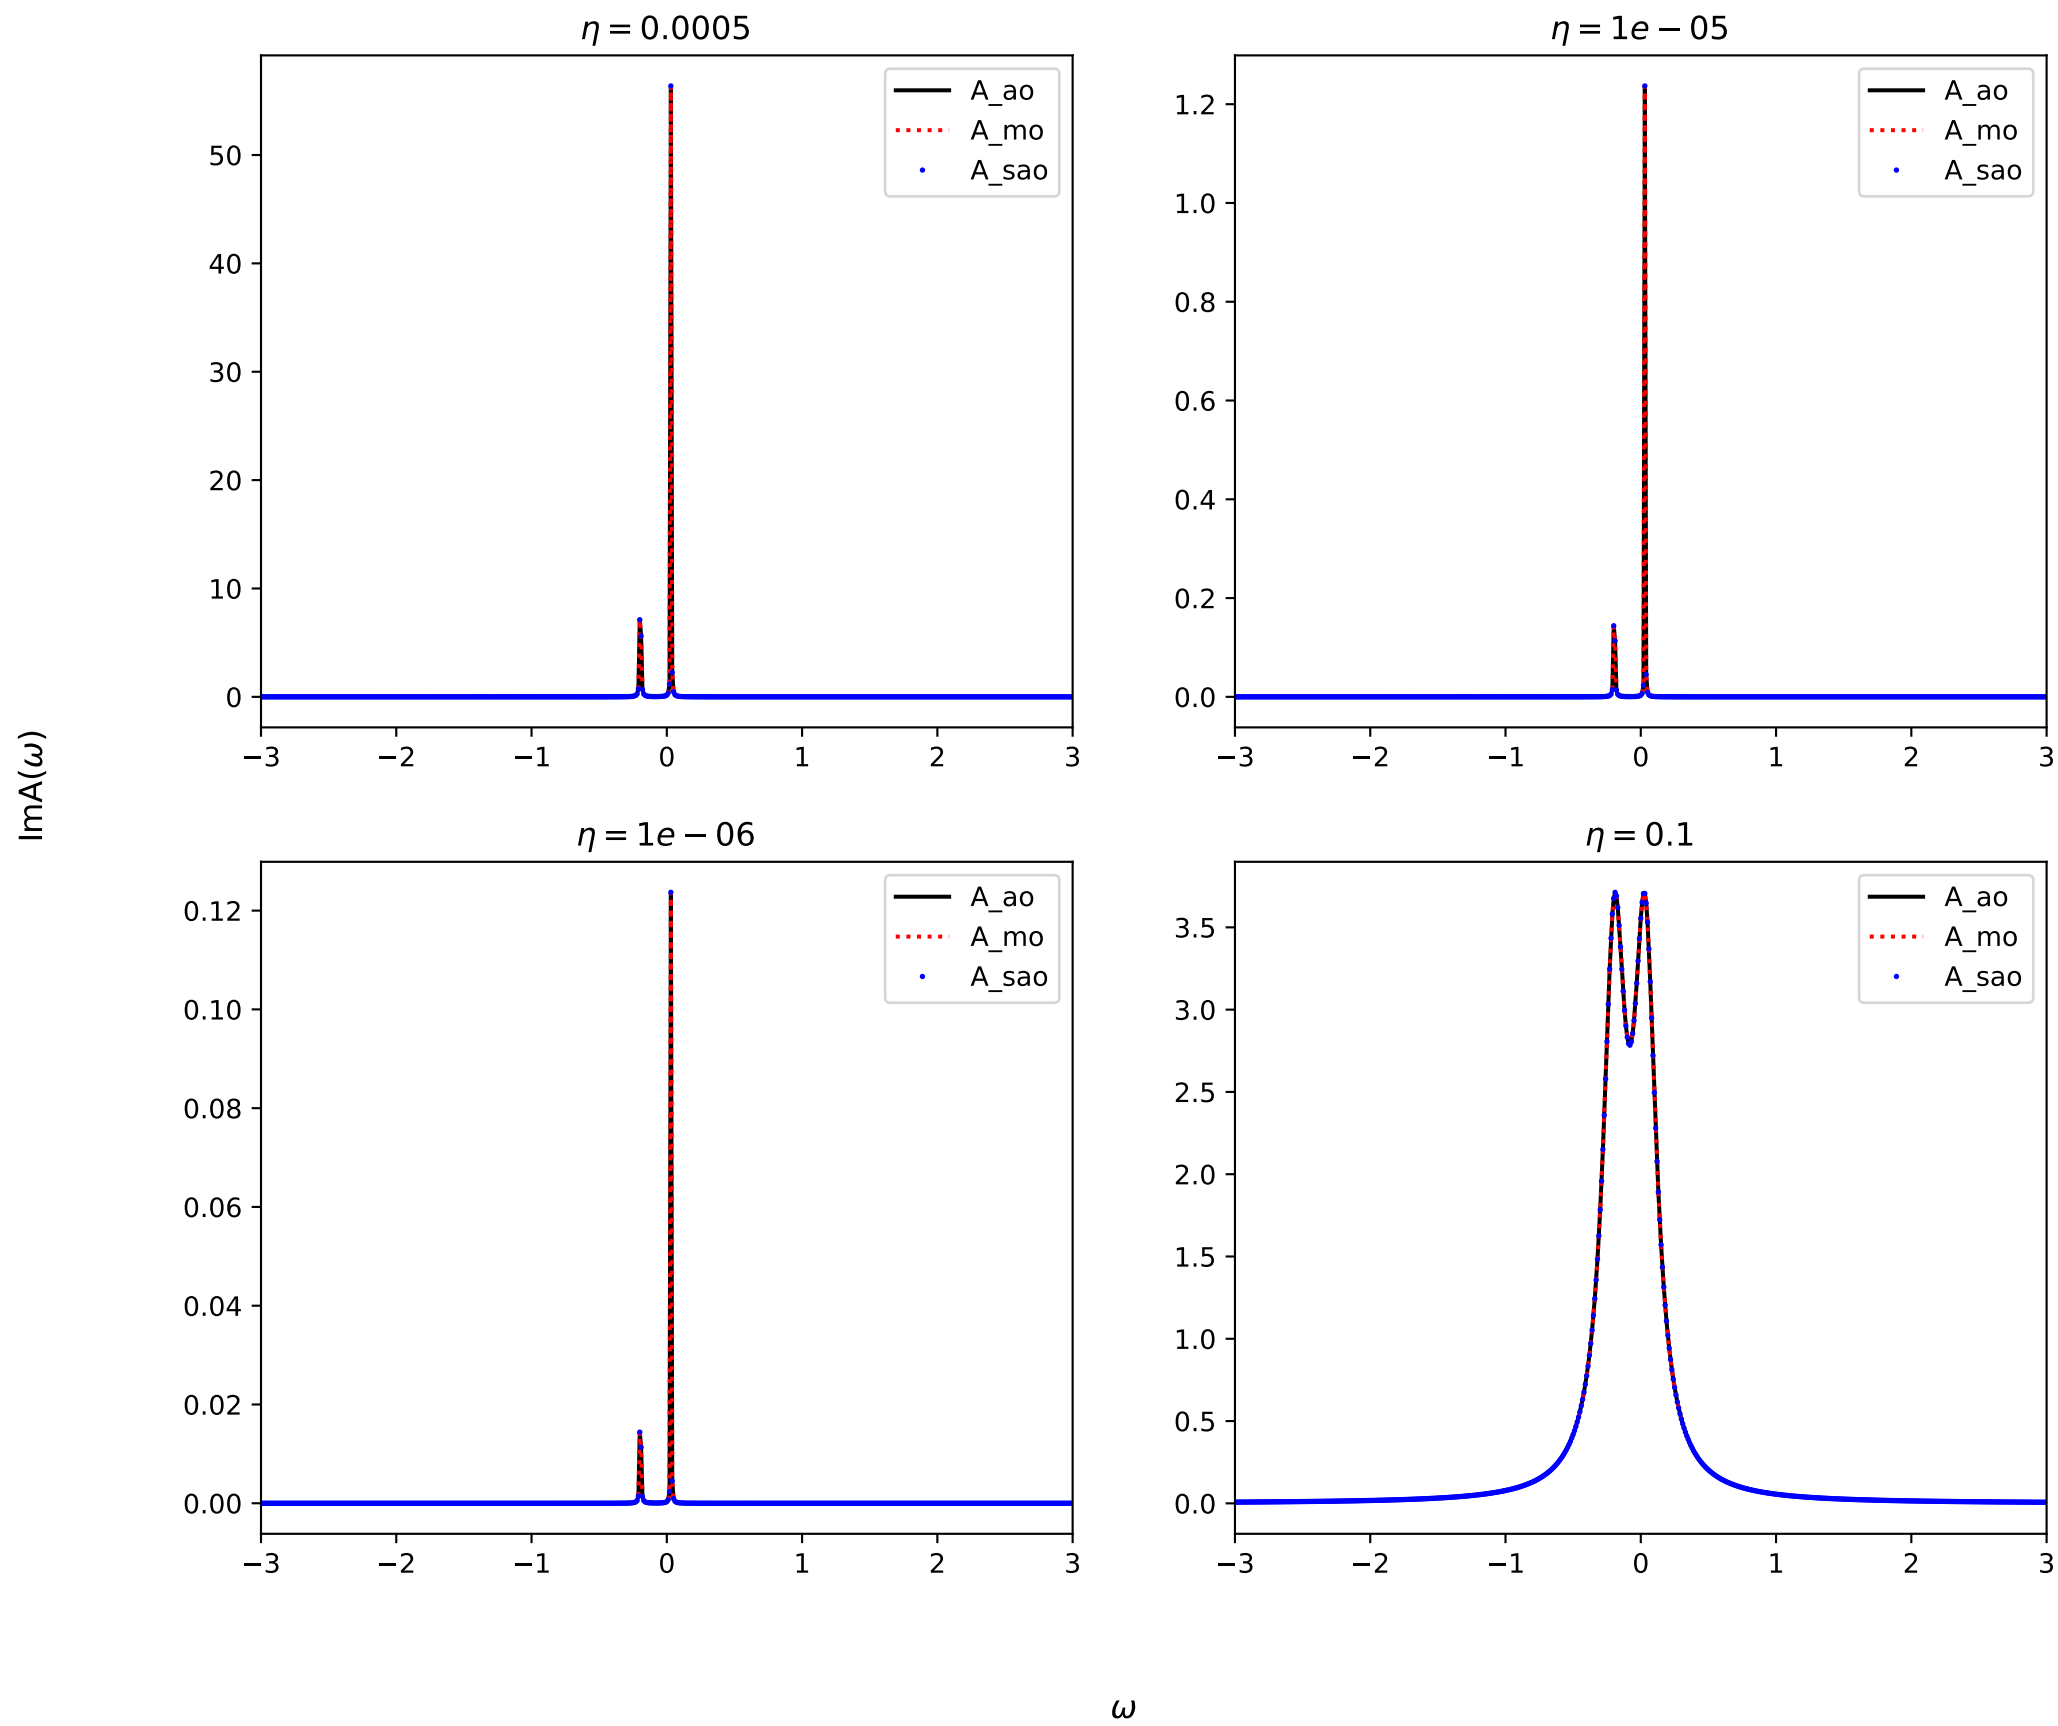 η = 0.0005
A_ao
A_mo
A_sao
50
40
30
20
10
0
−3 −2 −1 0 1 2 3
η = 1e − 05
A_ao
A_mo
A_sao
1.2
1.0
0.8
0.6
0.4
0.2
0.0
−3 −2 −1 0 1 2 3
ImA(ω)
η = 1e − 06
A_ao
A_mo
A_sao
0.12
0.10
0.08
0.06
0.04
0.02
0.00
−3 −2 −1 0 1 2 3
η = 0.1
A_ao
A_mo
A_sao
3.5
3.0
2.5
2.0
1.5
1.0
0.5
0.0
−3 −2 −1 0 1 2 3
ω